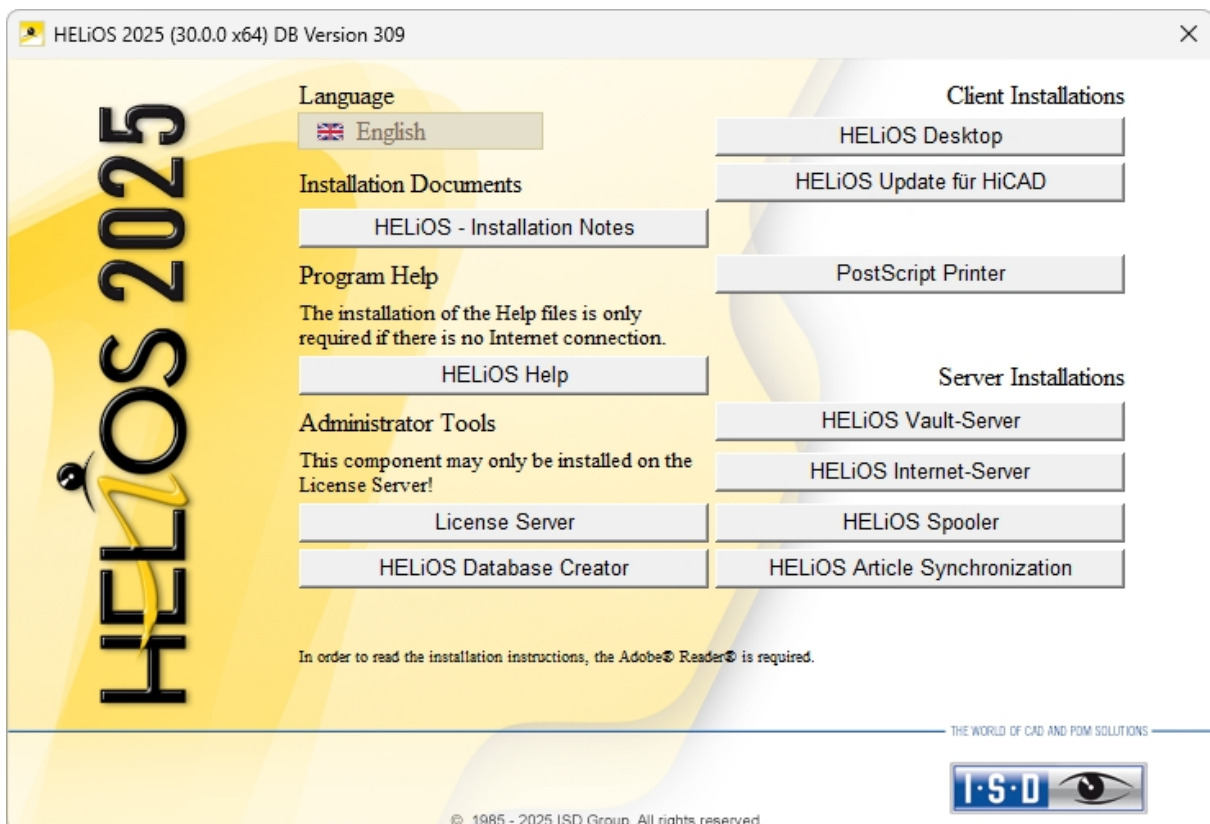 HELiOS 2025 (30.0.0 x64) DB Version 309
HELiOS 2025
Language
English
Installation Documents
HELiOS - Installation Notes
Program Help
The installation of the Help files is only
required if there is no Internet connection.
HELiOS Help
Administrator Tools
This component may only be installed on the
License Server!
License Server
HELiOS Database Creator
Client Installations
HELiOS Desktop
HELiOS Update für HiCAD
PostScript Printer
Server Installations
HELiOS Vault-Server
HELiOS Internet-Server
HELiOS Spooler
HELiOS Article Synchronization
In order to read the installation instructions, the Adobe® Reader® is required.
THE WORLD OF CAD AND PDM SOLUTIONS
I·S·D
© 1985 - 2025 ISD Group. All rights reserved